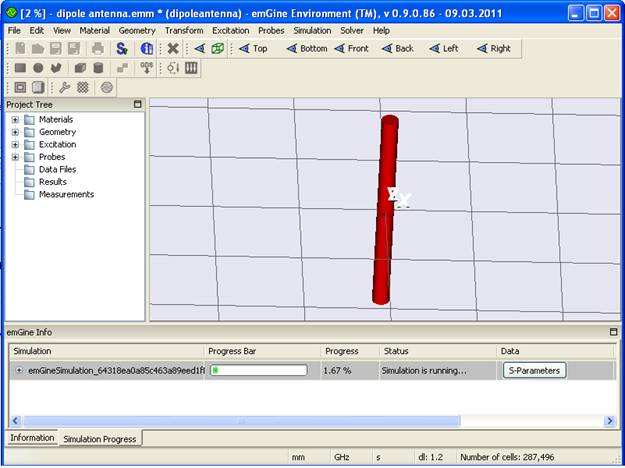 [2 %] - dipole antenna.emm * (dipoleantenna) - emGine Environment (TM), v 0.9.0.86 - 09.03.2011
File Edit View Material Geometry Transform Excitation Probes Simulation Solver Help
Top Bottom Front Back Left Right
GDS
Project Tree
Materials
Geometry
Excitation
Probes
Data Files
Results
Measurements
emGine Info
Simulation Progress Bar Progress Status Data
emGineSimulation_64318ea0a85c463a89eed1f 1.67 % Simulation is running... S-Parameters
Information Simulation Progress
mm GHz s dl: 1.2 Number of cells: 287,496